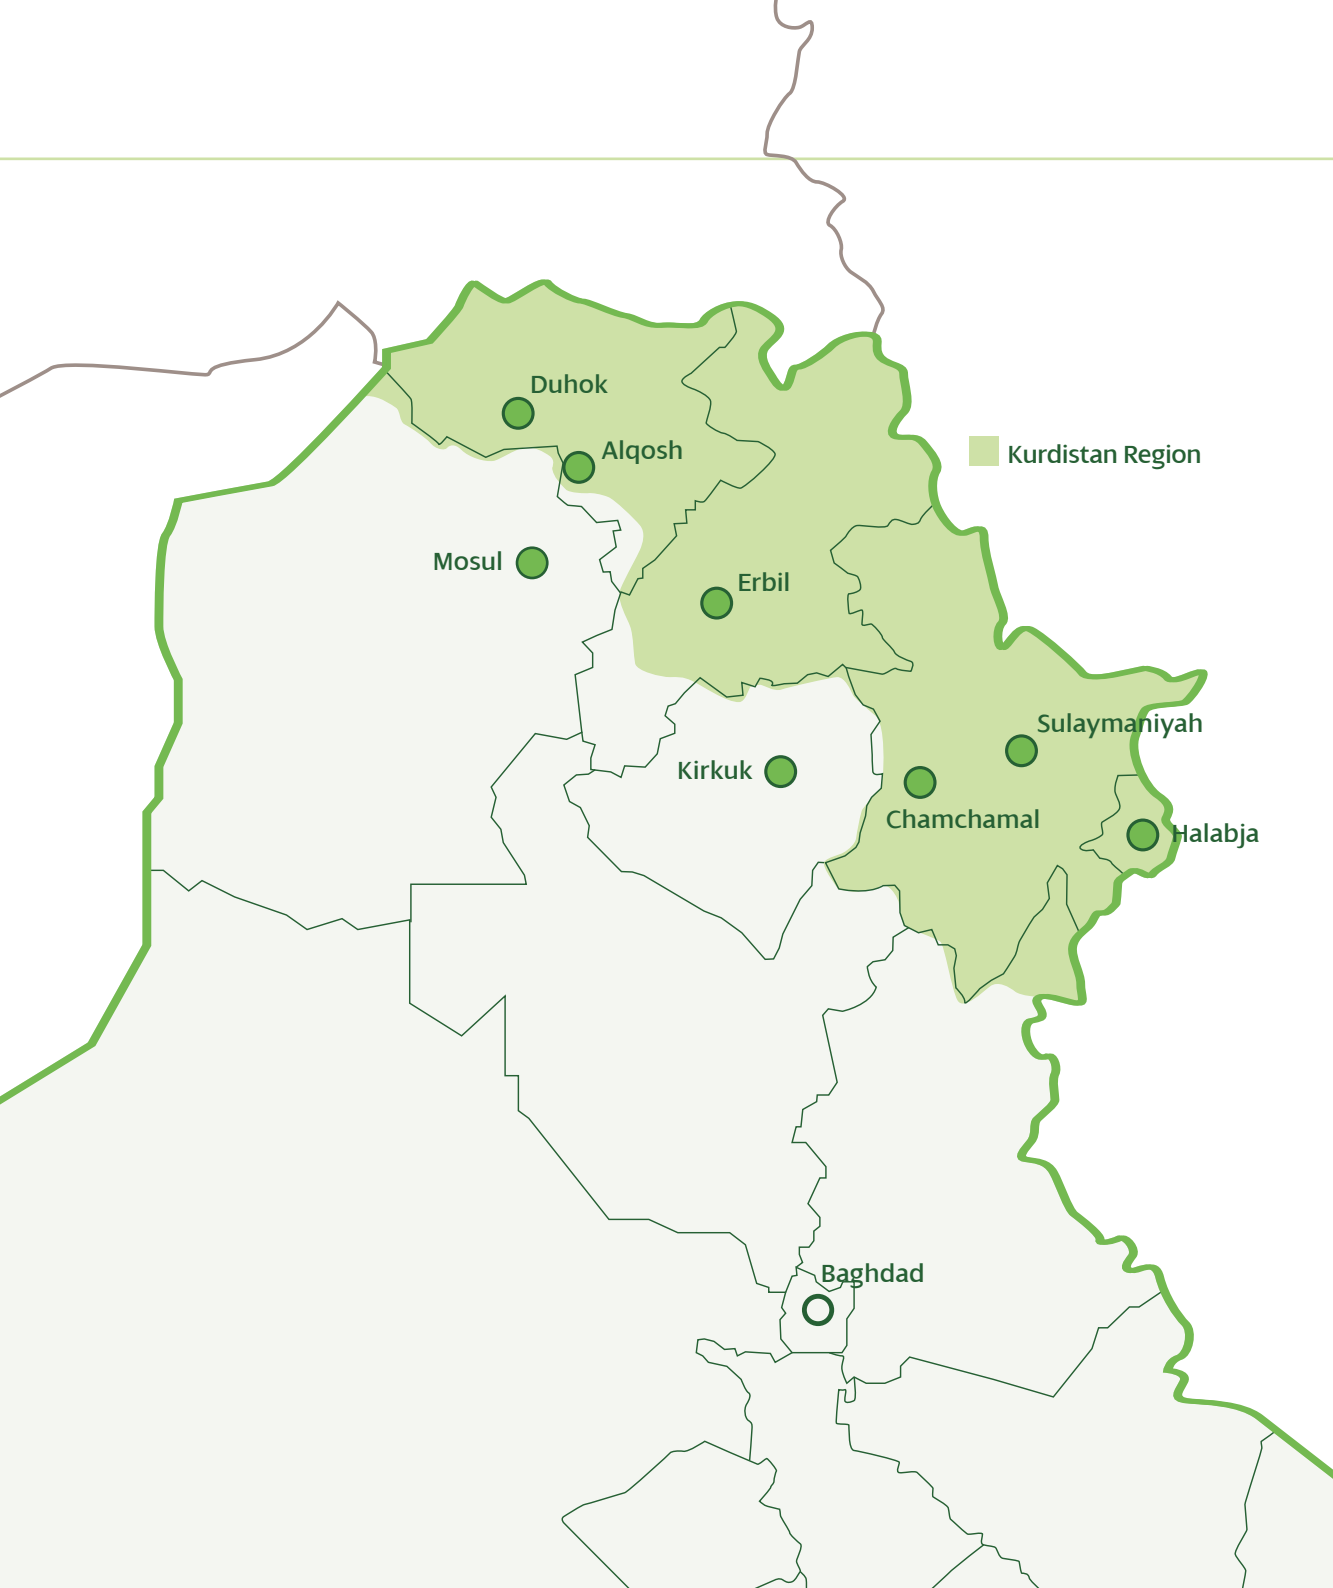 Duhok
Alqosh
Kurdistan Region
Mosul
Erbil
Sulaymaniyah
Kirkuk
Chamchamal
Halabja
Baghdad